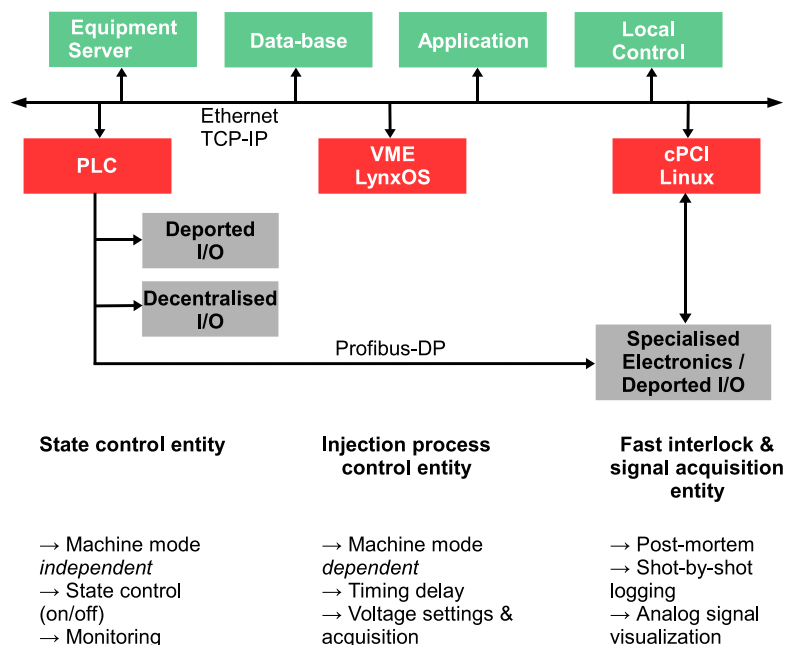 Equipment
Server
Data-base
Application
Local
Control
Ethernet
TCP-IP
PLC
VME
LynxOS
cPCI
Linux
Deported
I/O
Decentralised
I/O
Profibus-DP
Specialised
Electronics /
Deported I/O
State control entity
Injection process
control entity
Fast interlock &
signal acquisition
entity
→ Machine mode
independent
→ State control
(on/off)
→ Monitoring
→ Machine mode
dependent
→ Timing delay
→ Voltage settings &
acquisition
→ Post-mortem
→ Shot-by-shot
logging
→ Analog signal
visualization